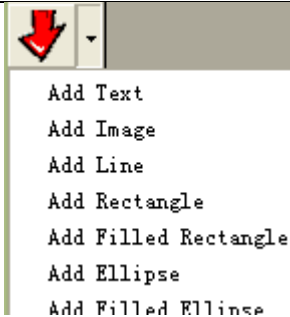 Add Text
Add Image
Add Line
Add Rectangle
Add Filled Rectangle
Add Ellipse
Add Filled Ellipse